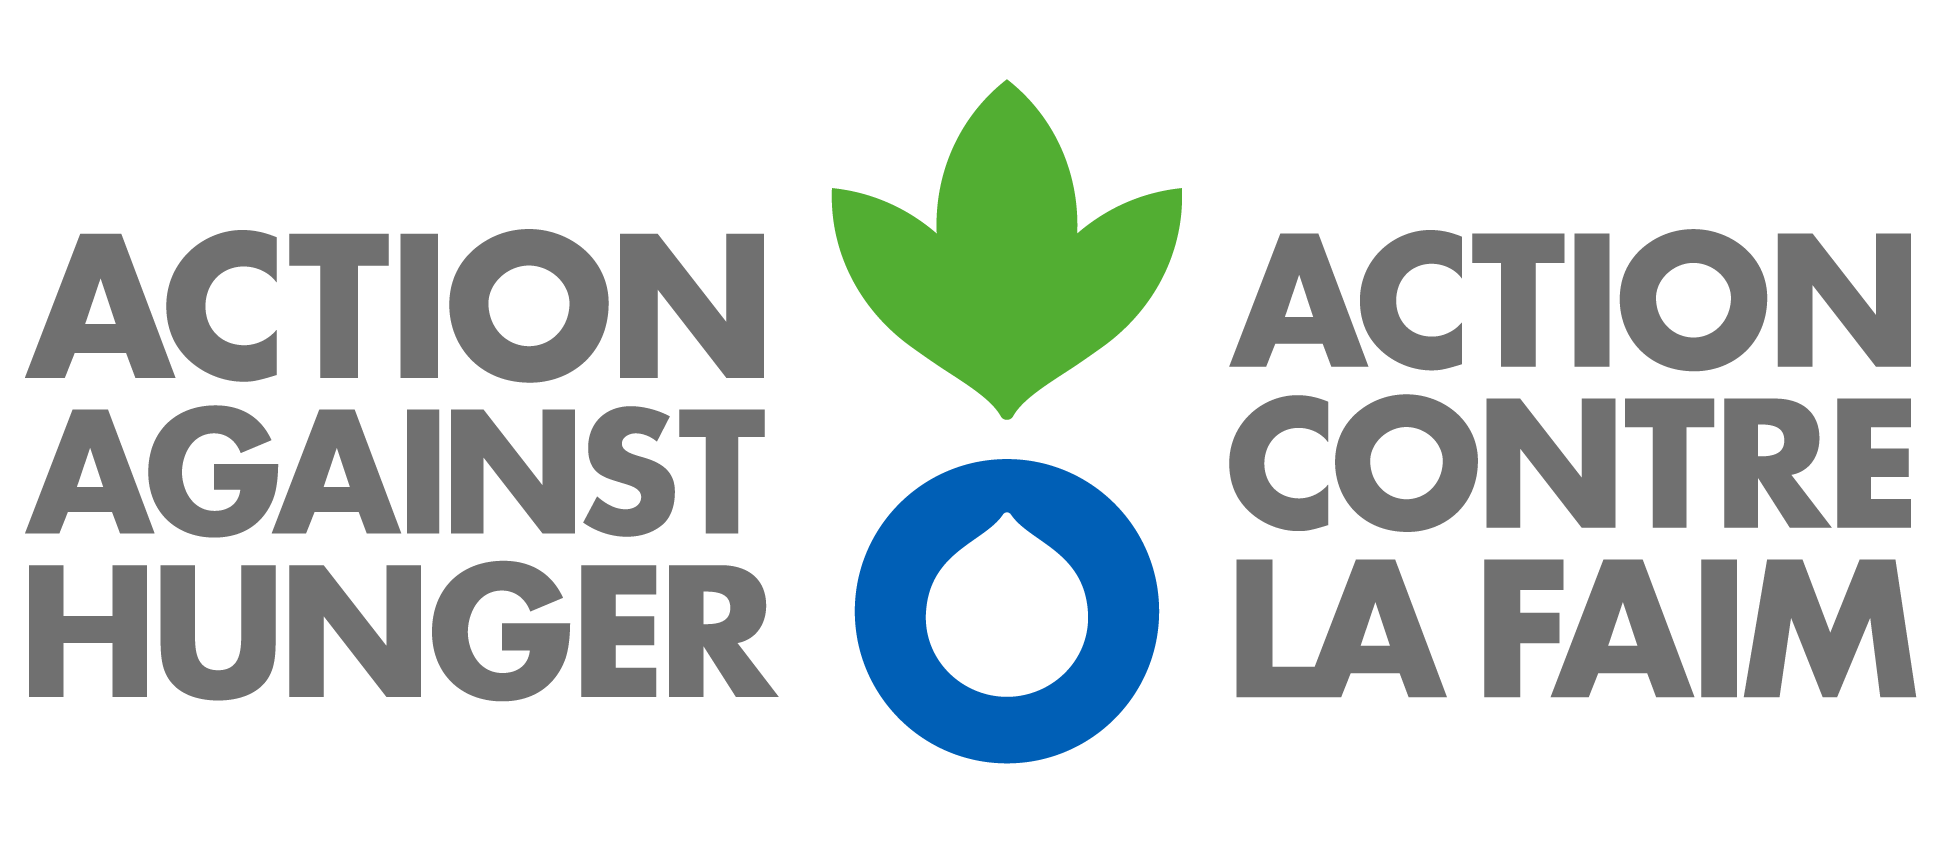 ACTION
AGAINST
HUNGER
ACTION
CONTRE
LA FAIM